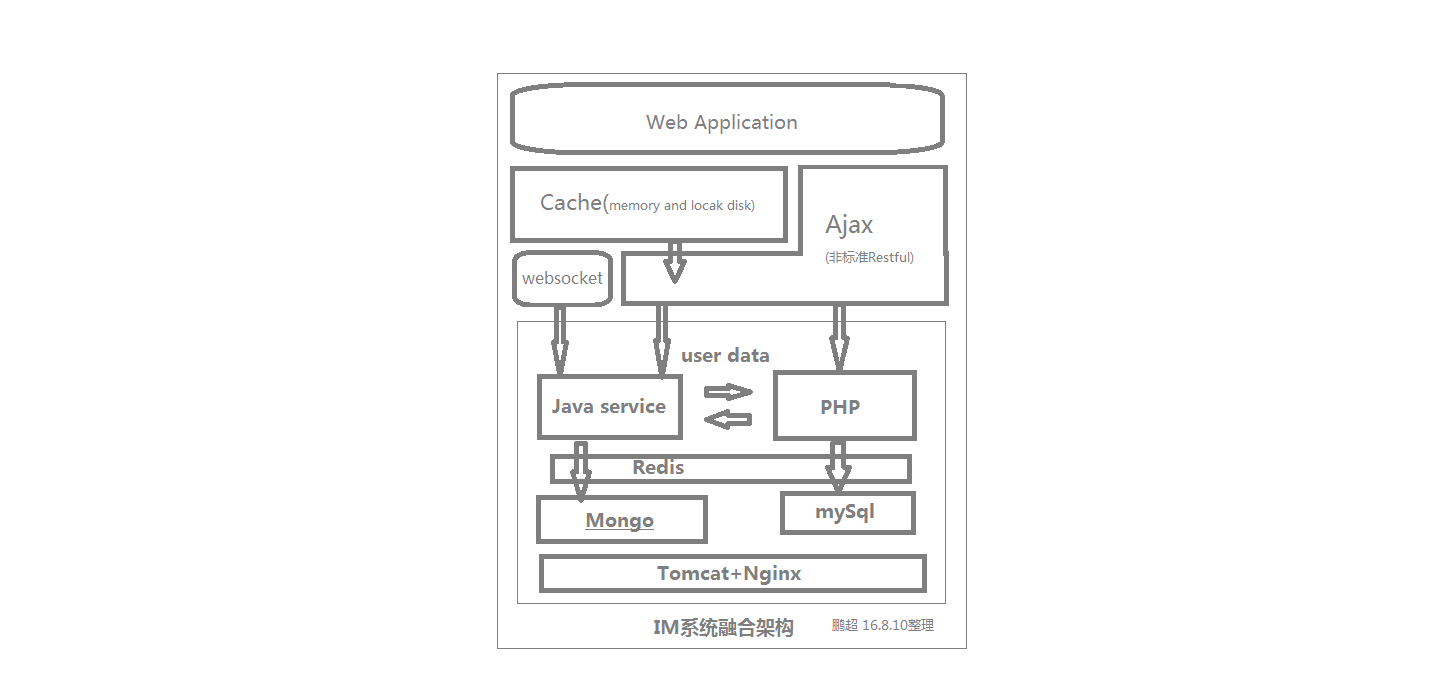 Web Application
Cache(memory and locak disk)
Ajax
(非标准Restful)
websocket
user data
Java service
PHP
Redis
Mongo
mySql
Tomcat+Nginx
IM系统融合架构
鹏超 16.8.10整理